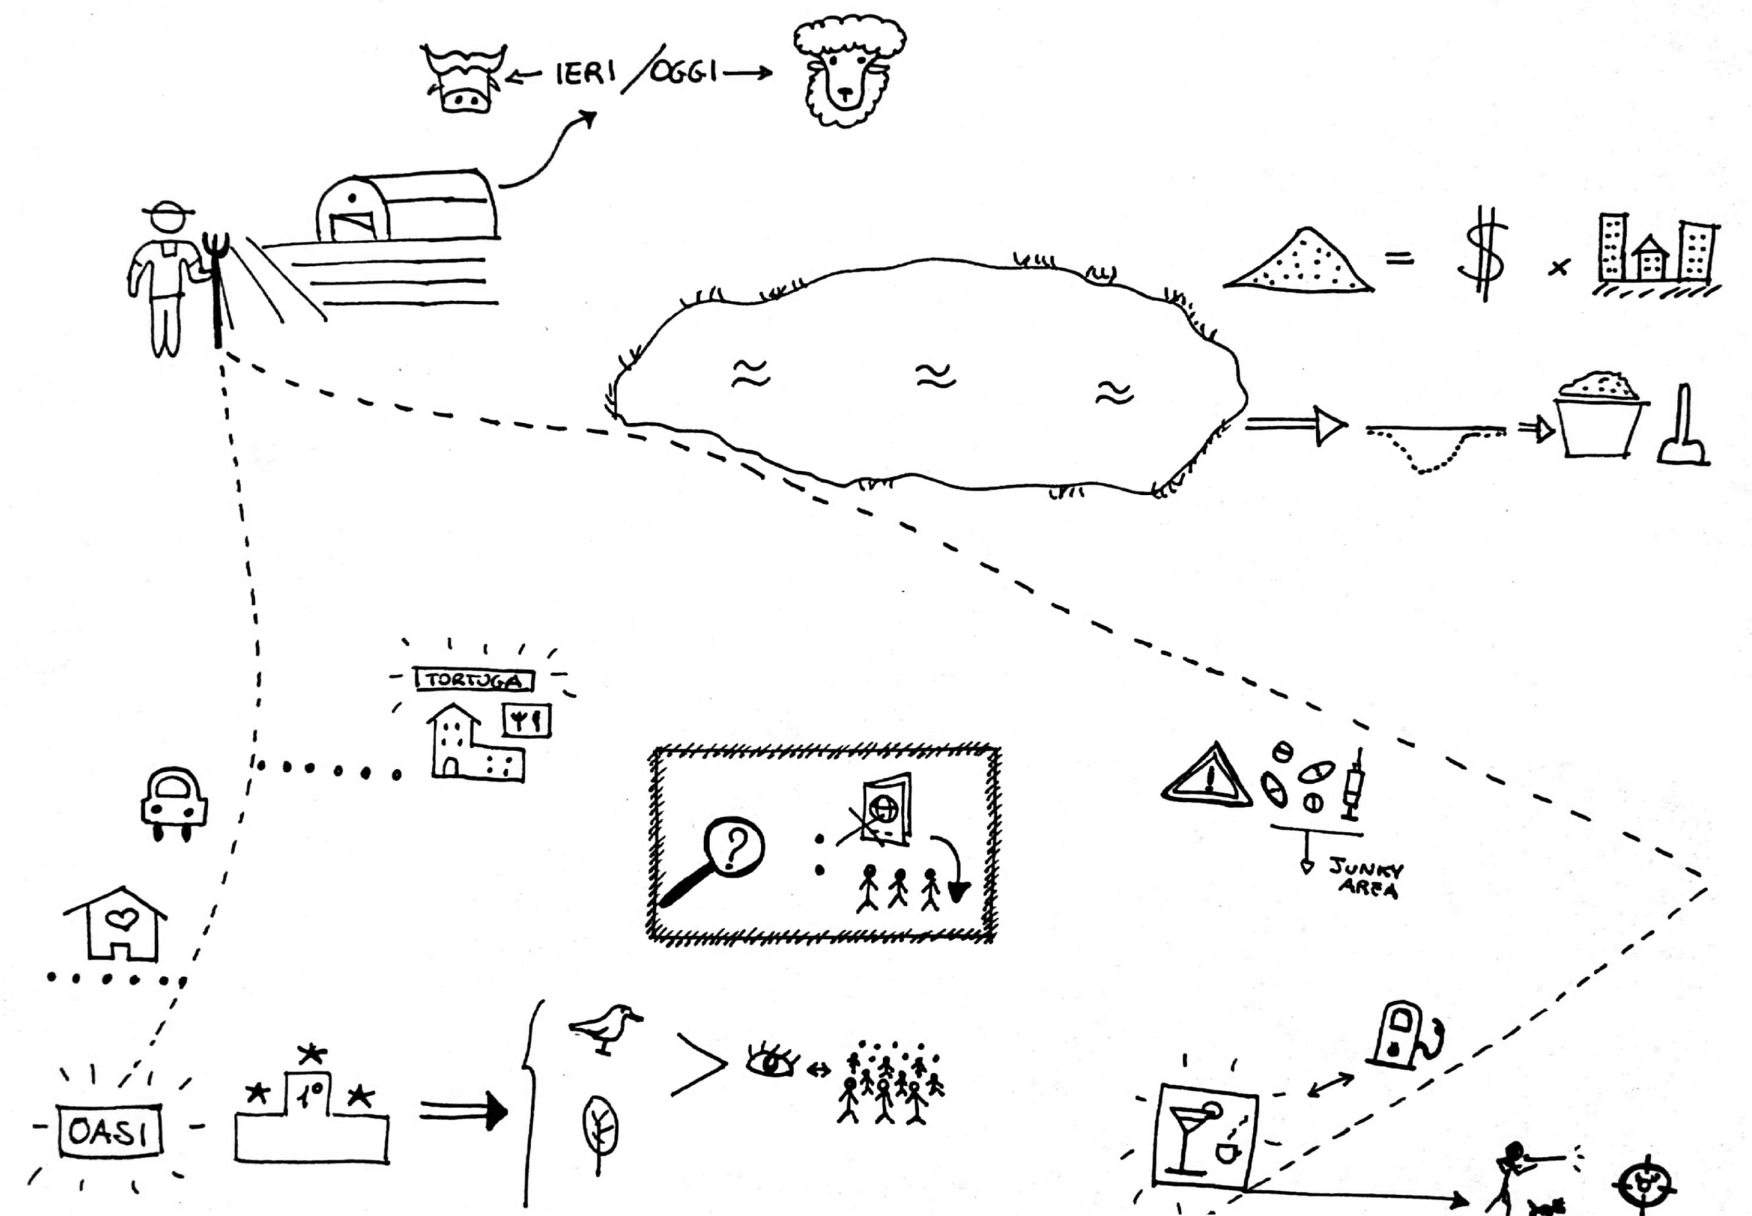 IERI / OGGI
= $ x
TORTUGA
!
?
:
JUNKY
AREA
1°
OASI